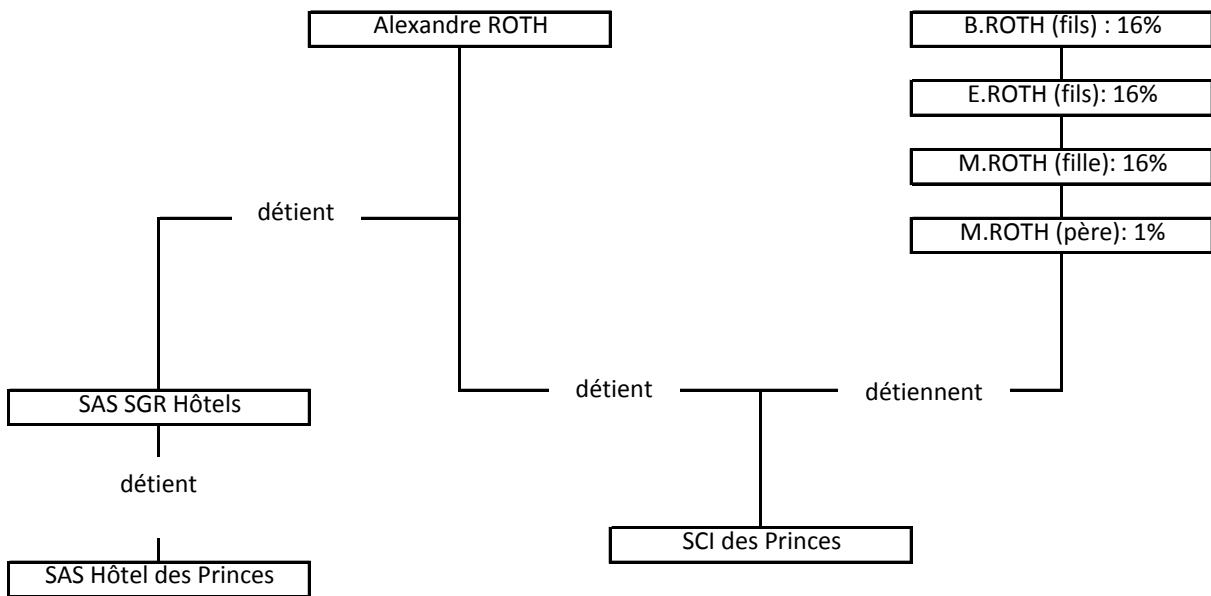 Alexandre ROTH
B.ROTH (fils) : 16%
E.ROTH (fils): 16%
M.ROTH (fille): 16%
M.ROTH (père): 1%
détient
détient
détiennent
SAS SGR Hôtels
détient
SCI des Princes
SAS Hôtel des Princes